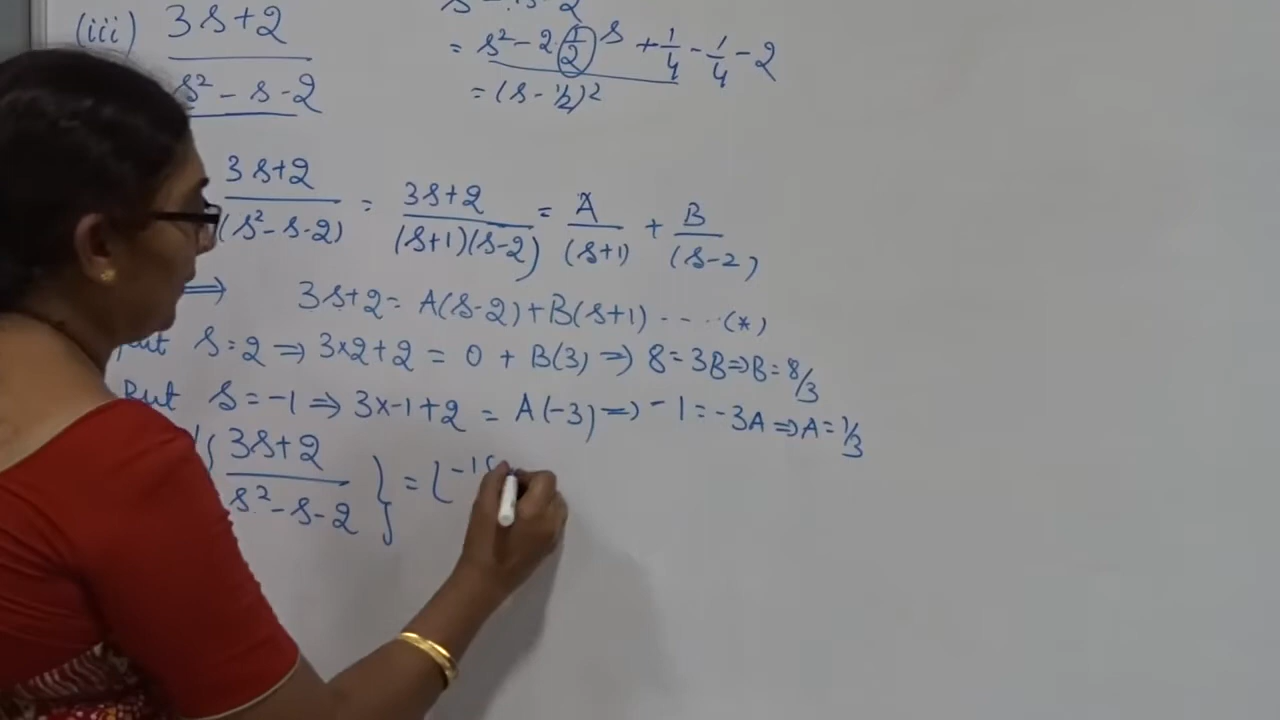 (iii) 3s+2 / s² - s - 2
= s² - 2·1/2 s + 1/4 - 1/4 - 2
= (s - 1/2)²
3s+2 / (s² - s - 2) = 3s+2 / (s+1)(s-2) = A / (s+1) + B / (s-2)
⟹ 3s+2 = A(s-2) + B(s+1) ---- (*)
put s = 2 ⟹ 3×2+2 = 0 + B(3) ⟹ 8 = 3B ⟹ B = 8/3
Put s = -1 ⟹ 3×-1+2 = A(-3) ⟹ -1 = -3A ⟹ A = 1/3
{ 3s+2 / s² - s - 2 } = L⁻¹{